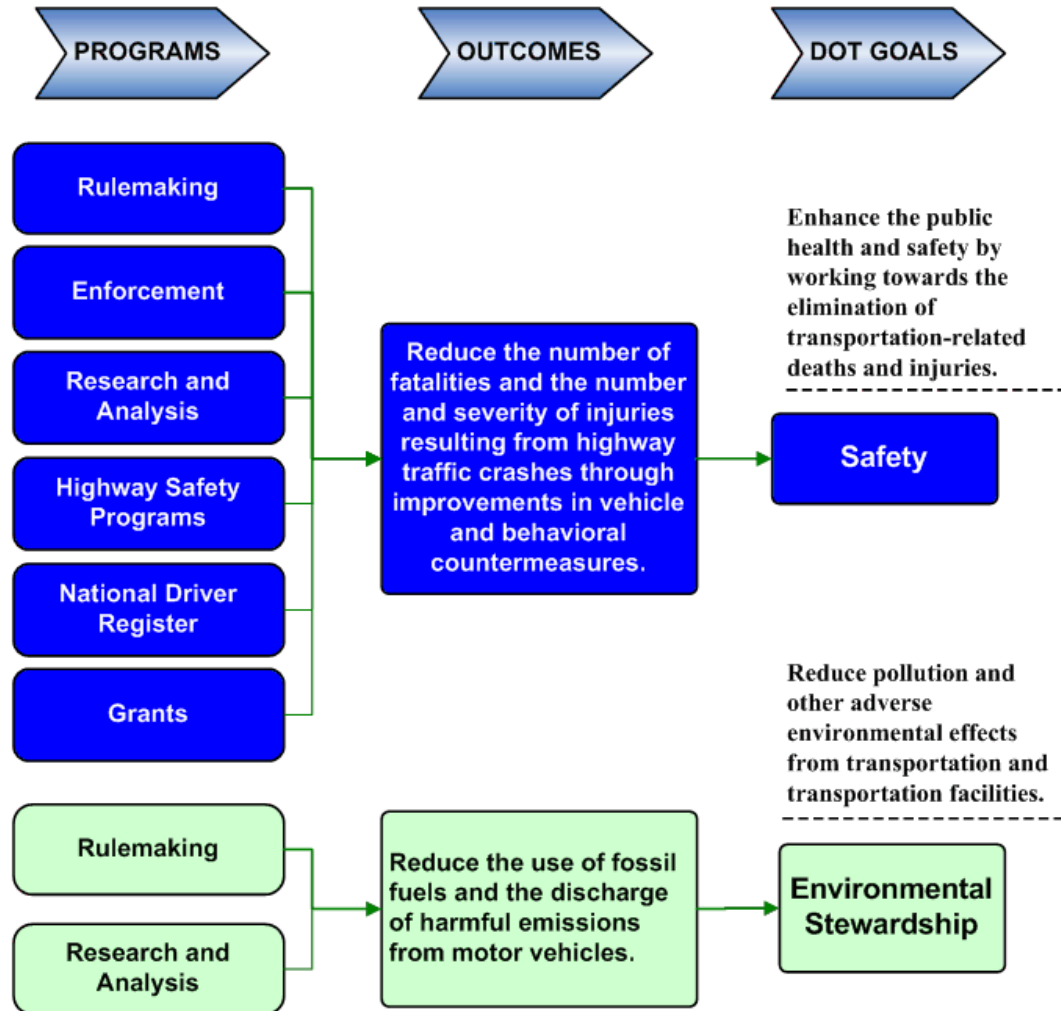 PROGRAMS
OUTCOMES
DOT GOALS
Rulemaking
Enforcement
Research and
Analysis
Highway Safety
Programs
National Driver
Register
Grants
Reduce the number of
fatalities and the number
and severity of injuries
resulting from highway
traffic crashes through
improvements in vehicle
and behavioral
countermeasures.
Enhance the public
health and safety by
working towards the
elimination of
transportation-related
deaths and injuries.
Safety
Rulemaking
Research and
Analysis
Reduce the use of fossil
fuels and the discharge
of harmful emissions
from motor vehicles.
Reduce pollution and
other adverse
environmental effects
from transportation and
transportation facilities.
Environmental
Stewardship